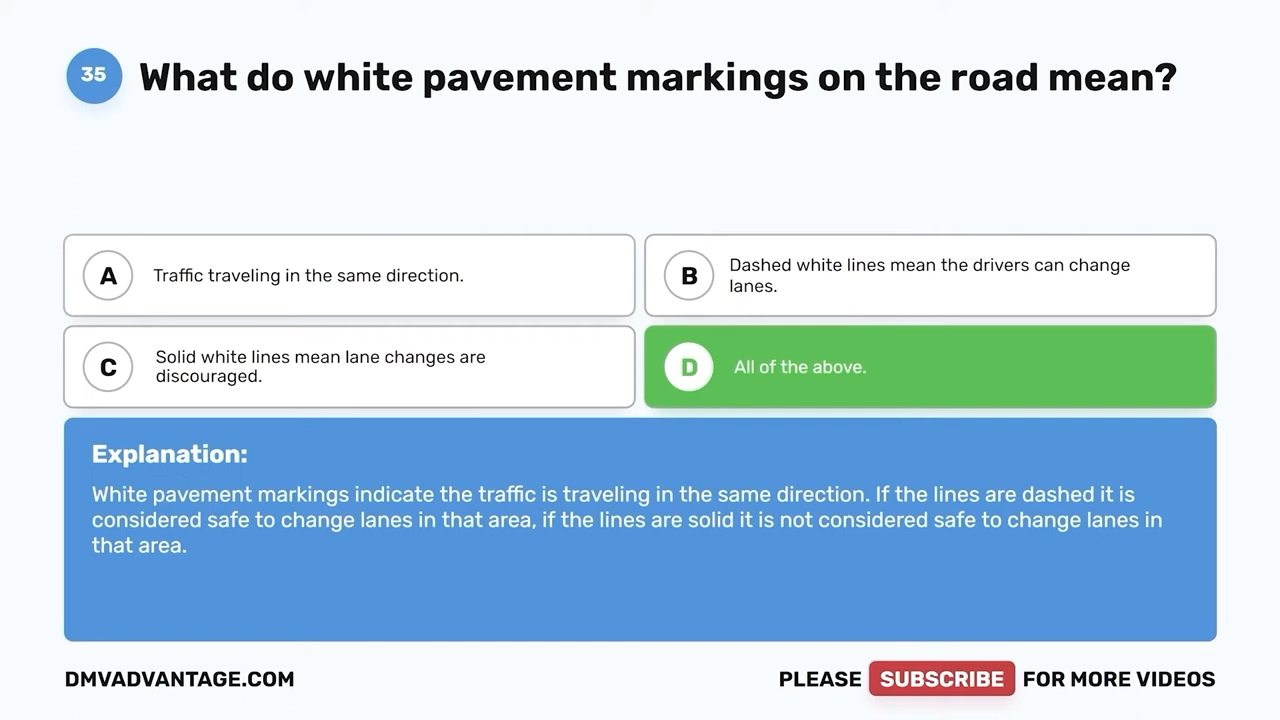 35
What do white pavement markings on the road mean?
A
Traffic traveling in the same direction.
B
Dashed white lines mean the drivers can change
lanes.
C
Solid white lines mean lane changes are
discouraged.
D
All of the above.
Explanation:
White pavement markings indicate the traffic is traveling in the same direction. If the lines are dashed it is
considered safe to change lanes in that area, if the lines are solid it is not considered safe to change lanes in
that area.
DMVADVANTAGE.COM
PLEASE SUBSCRIBE FOR MORE VIDEOS